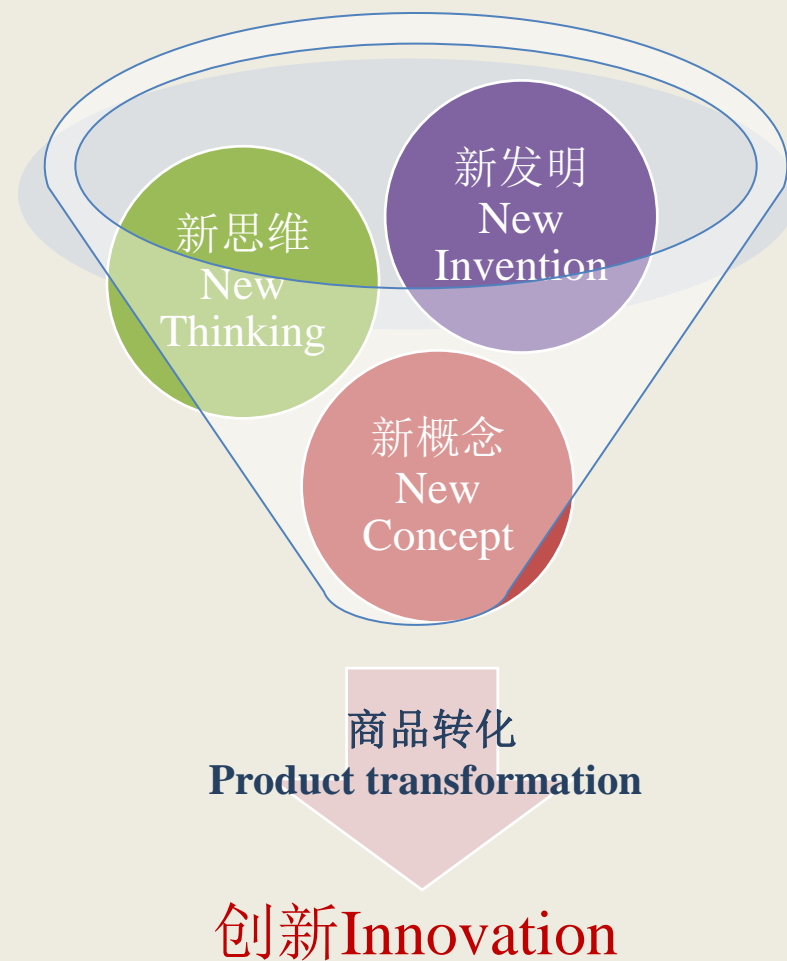 新发明
New
Invention
新思维
New
Thinking
新概念
New
Concept
商品转化
Product transformation
创新Innovation